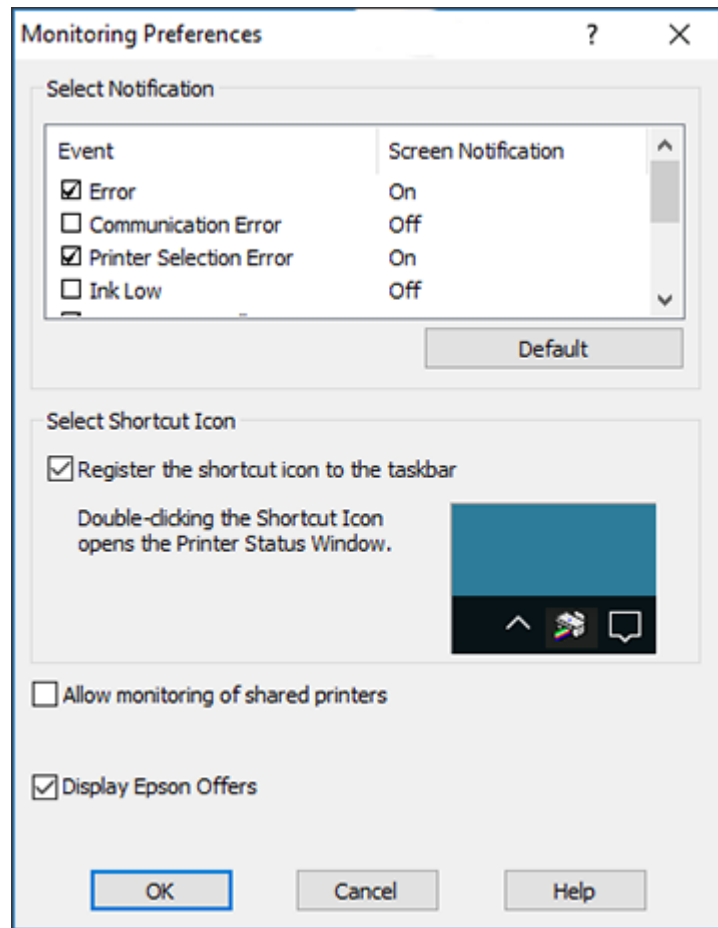 Monitoring Preferences
Select Notification
Event Screen Notification
Error On
Communication Error Off
Printer Selection Error On
Ink Low Off
Default
Select Shortcut Icon
Register the shortcut icon to the taskbar
Double-clicking the Shortcut Icon
opens the Printer Status Window.
Allow monitoring of shared printers
Display Epson Offers
OK Cancel Help